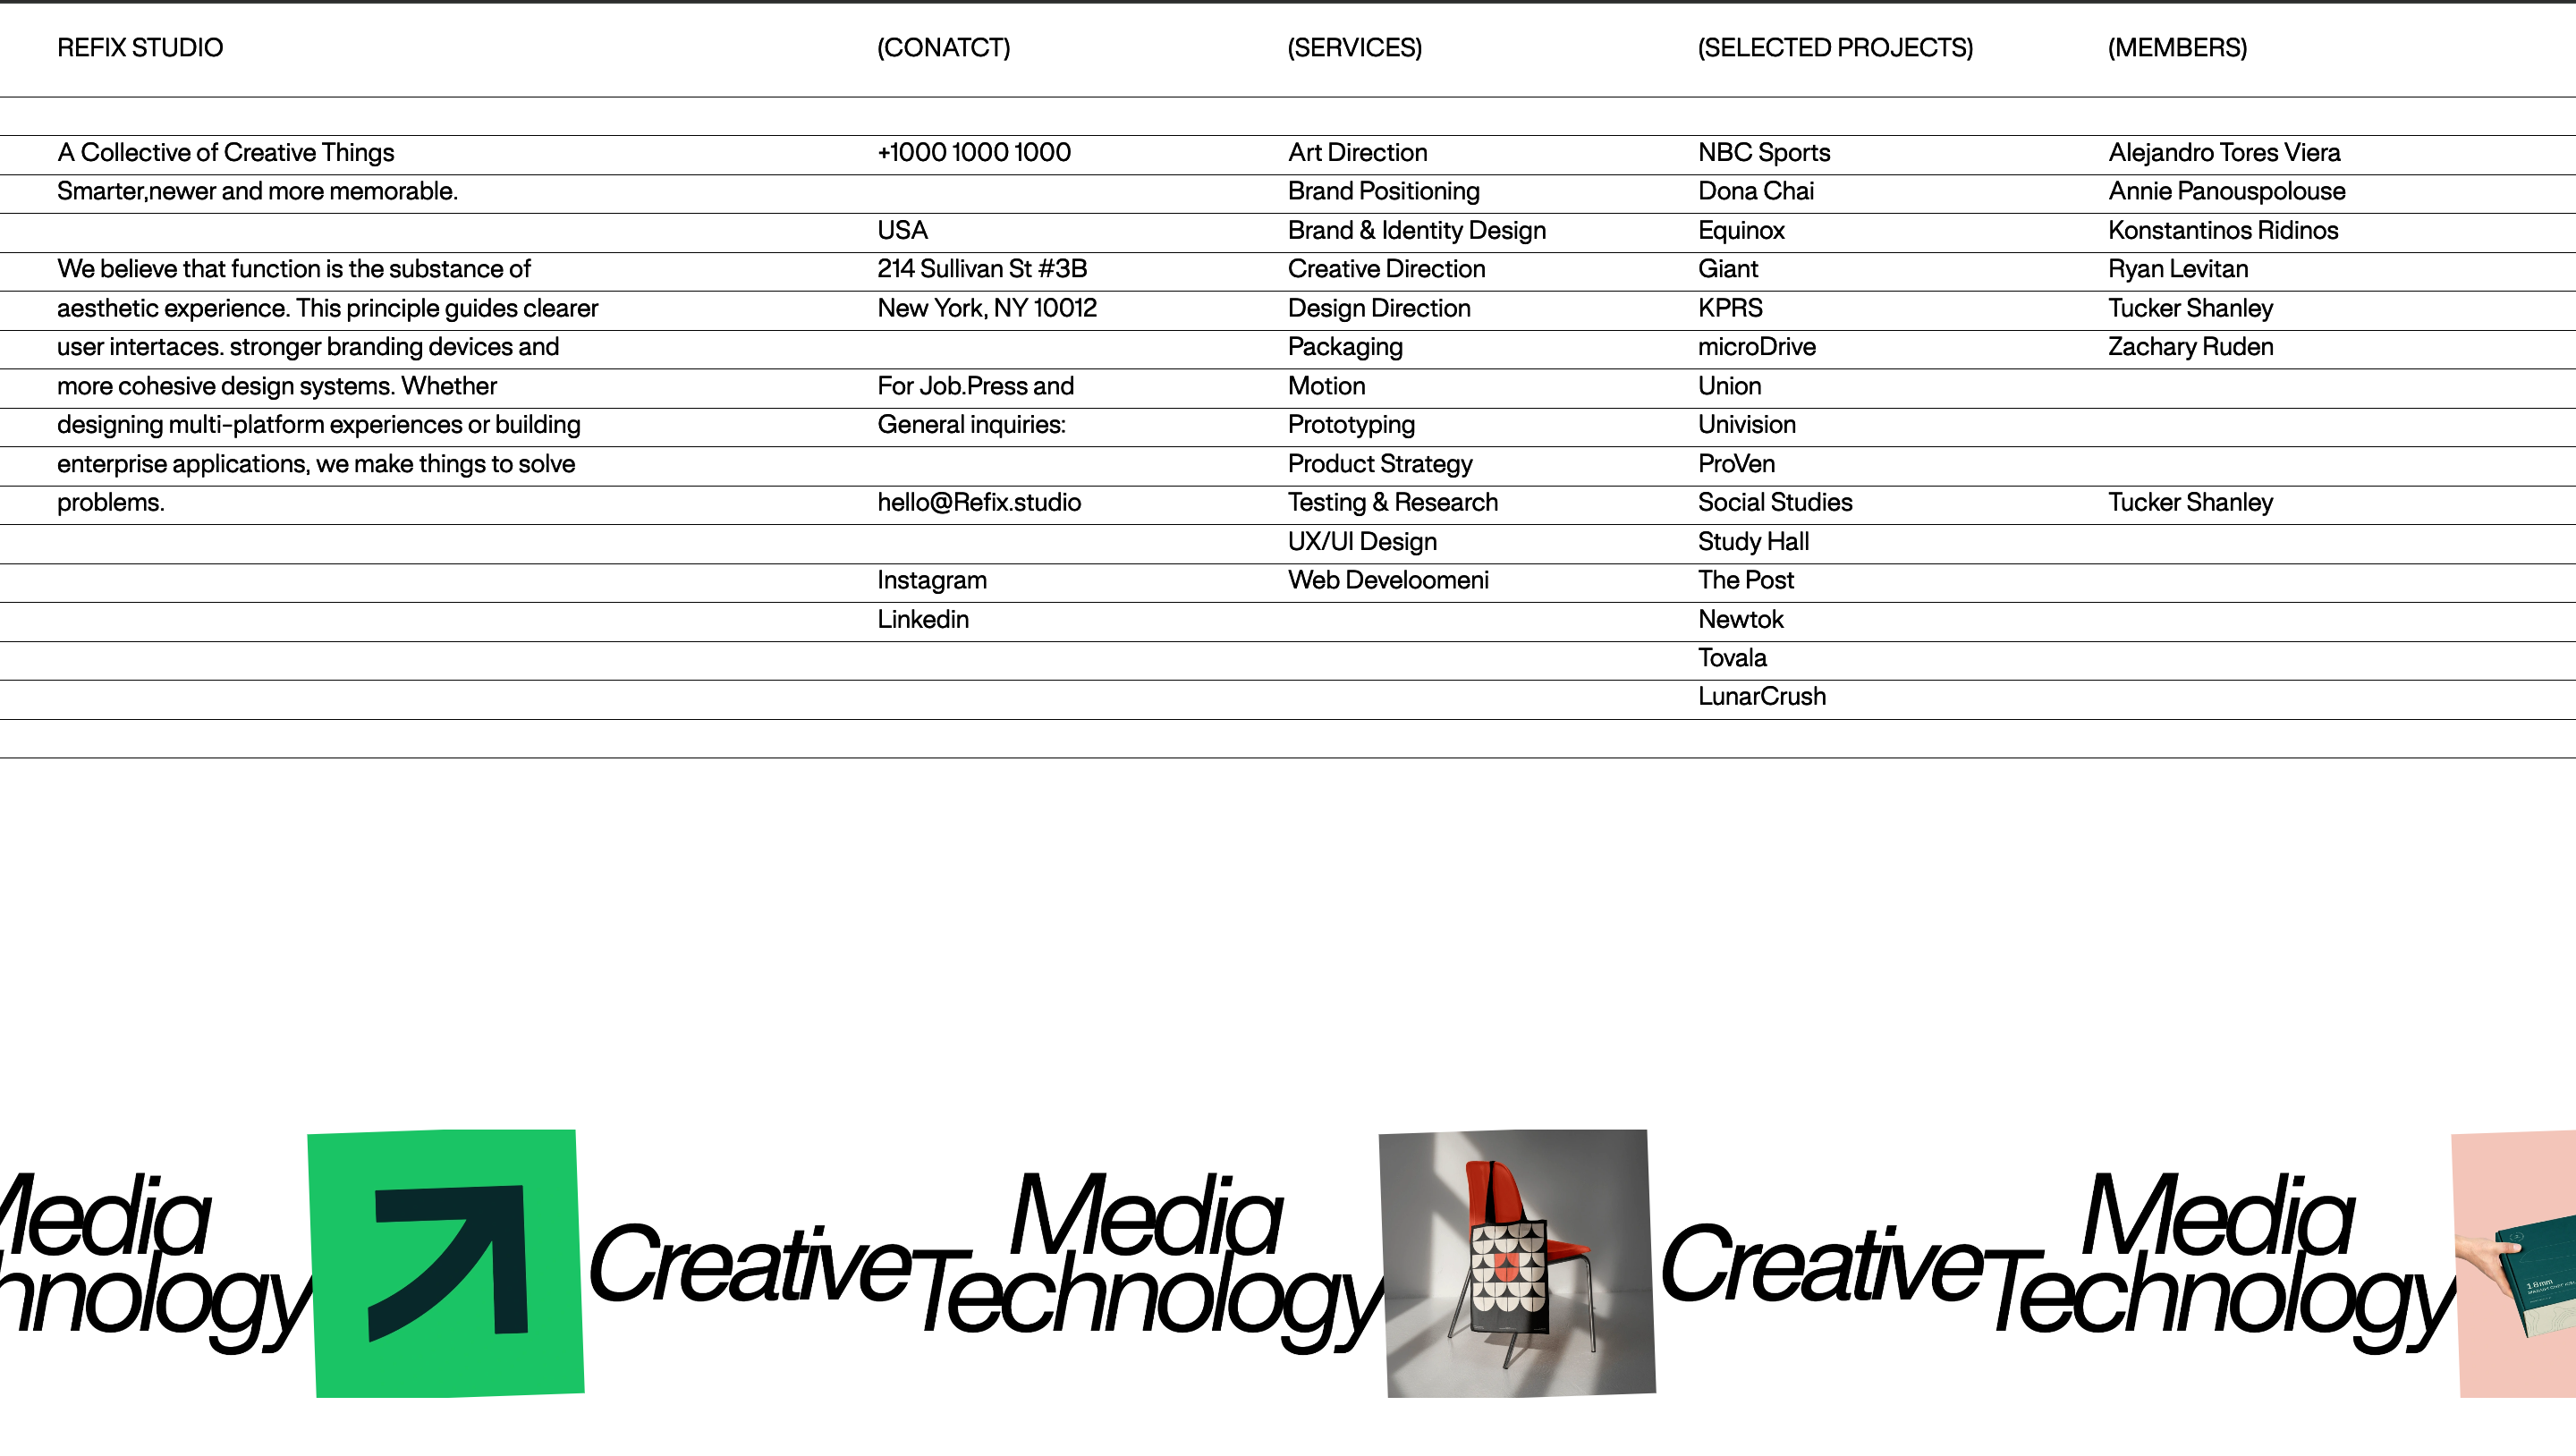 REFIX STUDIO
(CONATCT)
(SERVICES)
(SELECTED PROJECTS)
(MEMBERS)
A Collective of Creative Things
Smarter,newer and more memorable.
We believe that function is the substance of
aesthetic experience. This principle guides clearer
user intertaces. stronger branding devices and
more cohesive design systems. Whether
designing multi-platform experiences or building
enterprise applications, we make things to solve
problems.
+1000 1000 1000
USA
214 Sullivan St #3B
New York, NY 10012
For Job.Press and
General inquiries:
hello@Refix.studio
Instagram
Linkedin
Art Direction
Brand Positioning
Brand & Identity Design
Creative Direction
Design Direction
Packaging
Motion
Prototyping
Product Strategy
Testing & Research
UX/UI Design
Web Develoomeni
NBC Sports
Dona Chai
Equinox
Giant
KPRS
microDrive
Union
Univision
ProVen
Social Studies
Study Hall
The Post
Newtok
Tovala
LunarCrush
Alejandro Tores Viera
Annie Panouspolouse
Konstantinos Ridinos
Ryan Levitan
Tucker Shanley
Zachary Ruden
Tucker Shanley
Media
hnology
Creative
Media
Technology
Creative
Media
Technology
18mm